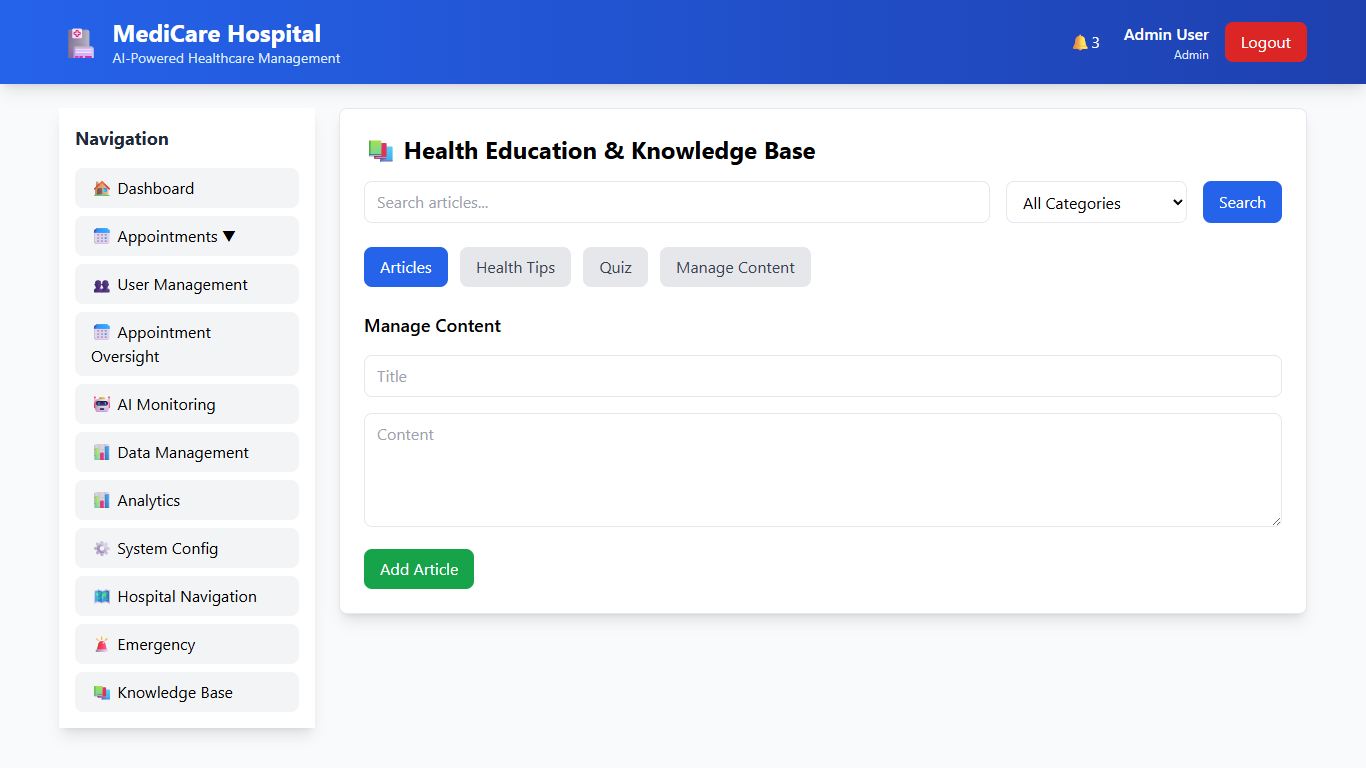 MediCare Hospital
AI-Powered Healthcare Management
3
Admin User
Admin
Logout
Navigation
Dashboard
Appointments ▼
User Management
Appointment
Oversight
AI Monitoring
Data Management
Analytics
System Config
Hospital Navigation
Emergency
Knowledge Base
Health Education & Knowledge Base
Search articles...
All Categories
Search
Articles
Health Tips
Quiz
Manage Content
Manage Content
Title
Content
Add Article